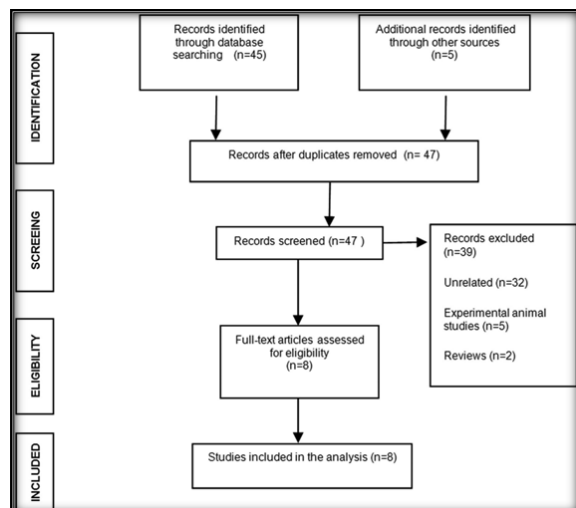 Records identified
through database
searching (n=45)
Additional records identified
through other sources
(n=5)
IDENTIFICATION
Records after duplicates removed (n= 47)
SCREEING
Records screened (n=47 )
Records excluded
(n=39)
Unrelated (n=32)
Experimental animal
studies (n=5)
Reviews (n=2)
ELIGIBILITY
Full-text articles assessed
for eligibility
(n=8)
INCLUDED
Studies included in the analysis (n=8)